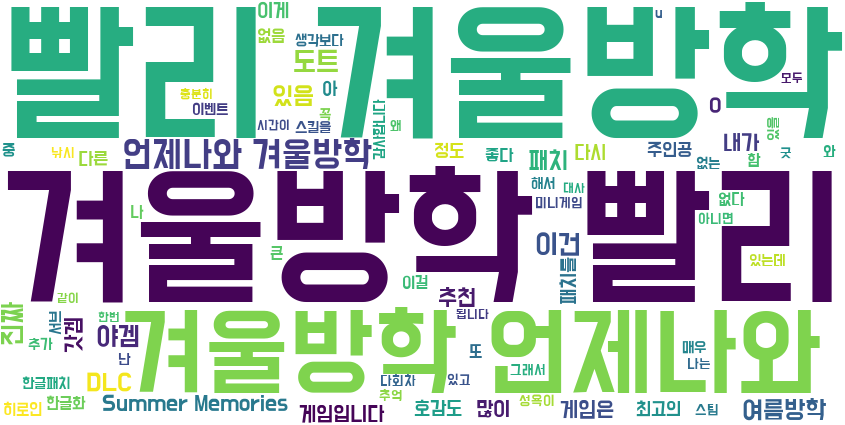 이게
없음 생각보다 u
빨리 겨울방학
도트 모두
충분히 있음 아
이벤트 O
시간이 스킬을 꼭 감사합니다 왜 있을
중 낚시 다른 언제나와 겨울방학 정도 좋다 패치 다시 주인공 내가 함 굿 와
해서 대사 없는
겨울방학 빨리
나 미니게임 없다
아니면
큰 이건 있는데
이걸 패치들
같이 추천
진짜 서브 갓겜 한번 야겜 됩니다
겨울방학 언제나와
추가 난 또 매우
그래서 나는
한글패치 DLC 다회차 있고
추억
히로인 한글화 Summer Memories 게임입니다 호감도 많이 성욕이 게임은 최고의 스팀 여름방학